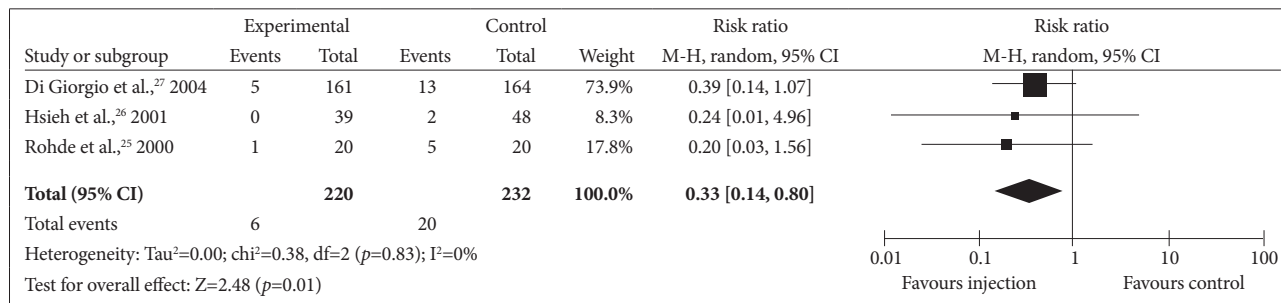 Experimental Control Risk ratio Risk ratio
Study or subgroup Events Total Events Total Weight M-H, random, 95% CI M-H, random, 95% CI
Di Giorgio et al.,²⁷ 2004 5 161 13 164 73.9% 0.39 [0.14, 1.07]
Hsieh et al.,²⁶ 2001 0 39 2 48 8.3% 0.24 [0.01, 4.96]
Rohde et al.,²⁵ 2000 1 20 5 20 17.8% 0.20 [0.03, 1.56]
Total (95% CI) 220 232 100.0% 0.33 [0.14, 0.80]
Total events 6 20
Heterogeneity: Tau²=0.00; chi²=0.38, df=2 (p=0.83); I²=0%
Test for overall effect: Z=2.48 (p=0.01)
0.01 0.1 1 10 100
Favours injection Favours control